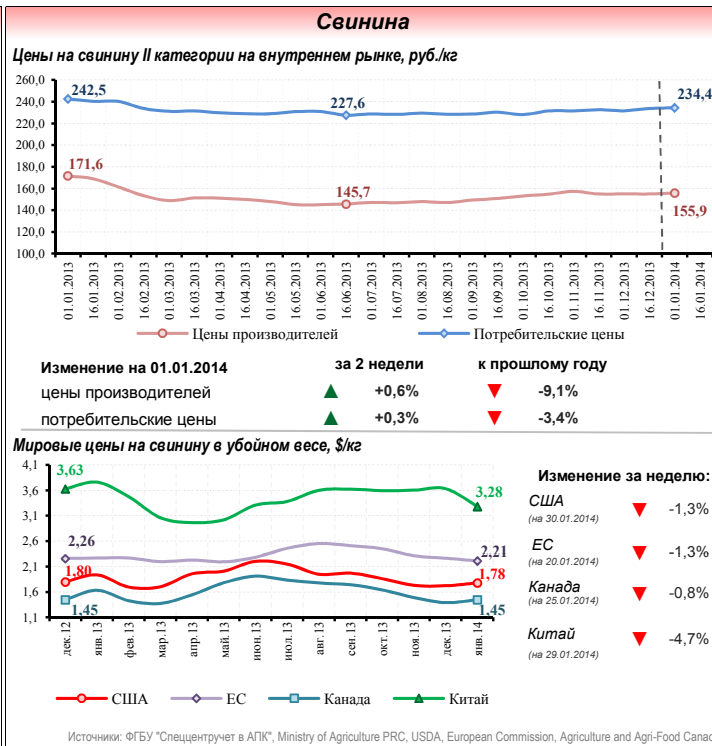 Свинина
Цены на свинину II категории на внутреннем рынке, руб./кг
260,0
240,0
220,0
200,0
180,0
160,0
140,0
120,0
100,0
242,5
227,6
234,4
171,6
145,7
155,9
01.01.2013
16.01.2013
01.02.2013
16.02.2013
01.03.2013
16.03.2013
01.04.2013
16.04.2013
01.05.2013
16.05.2013
01.06.2013
16.06.2013
01.07.2013
16.07.2013
01.08.2013
16.08.2013
01.09.2013
16.09.2013
01.10.2013
16.10.2013
01.11.2013
16.11.2013
01.12.2013
16.12.2013
01.01.2014
16.01.2014
Цены производителей Потребительские цены
Изменение на 01.01.2014 за 2 недели к прошлому году
цены производителей +0,6% -9,1%
потребительские цены +0,3% -3,4%
Мировые цены на свинину в убойном весе, $/кг
4,1
3,6
3,1
2,6
2,1
1,6
1,1
3,63
3,28
2,26
2,21
1,80
1,78
1,45
1,45
дек.12
янв.13
фев.13
мар.13
апр.13
май.13
июн.13
июл.13
авг.13
сен.13
окт.13
ноя.13
дек.13
янв.14
США ЕС Канада Китай
Изменение за неделю:
США -1,3%
(на 30.01.2014)
ЕС -1,3%
(на 20.01.2014)
Канада -0,8%
(на 25.01.2014)
Китай -4,7%
(на 29.01.2014)
Источники: ФГБУ "Спеццентручет в АПК", Ministry of Agriculture PRC, USDA, European Commission, Agriculture and Agri-Food Canad